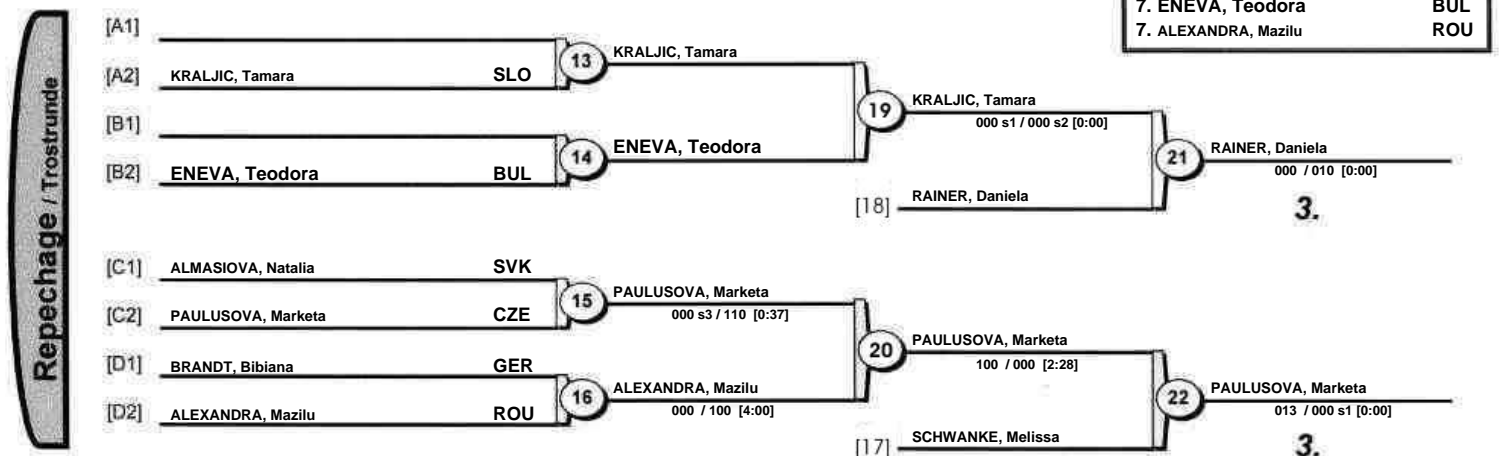 7. ENEVA, Teodora BUL
7. ALEXANDRA, Mazilu ROU
Repechage / Trostrunde
[A1]
[A2] KRALJIC, Tamara SLO
13
KRALJIC, Tamara
[B1]
[B2] ENEVA, Teodora BUL
14
ENEVA, Teodora
19
KRALJIC, Tamara
000 s1 / 000 s2 [0:00]
[18] RAINER, Daniela
21
RAINER, Daniela
000 / 010 [0:00]
3.
[C1] ALMASIOVA, Natalia SVK
[C2] PAULUSOVA, Marketa CZE
15
PAULUSOVA, Marketa
000 s3 / 110 [0:37]
[D1] BRANDT, Bibiana GER
[D2] ALEXANDRA, Mazilu ROU
16
ALEXANDRA, Mazilu
000 / 100 [4:00]
20
PAULUSOVA, Marketa
100 / 000 [2:28]
[17] SCHWANKE, Melissa
22
PAULUSOVA, Marketa
013 / 000 s1 [0:00]
3.